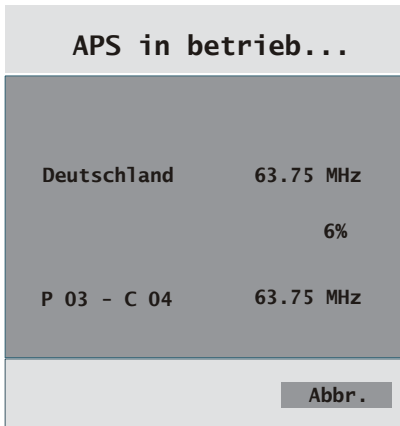 APS in betrieb...
Deutschland 63.75 MHz
6%
P 03 - C 04 63.75 MHz
Abbr.